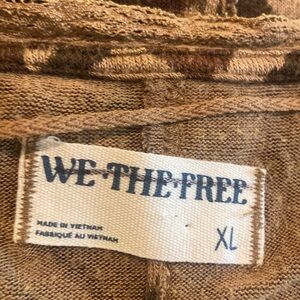 WE•THE•FREE
MADE IN VIETNAM
FABRIQUÉ AU VIETNAM
XL